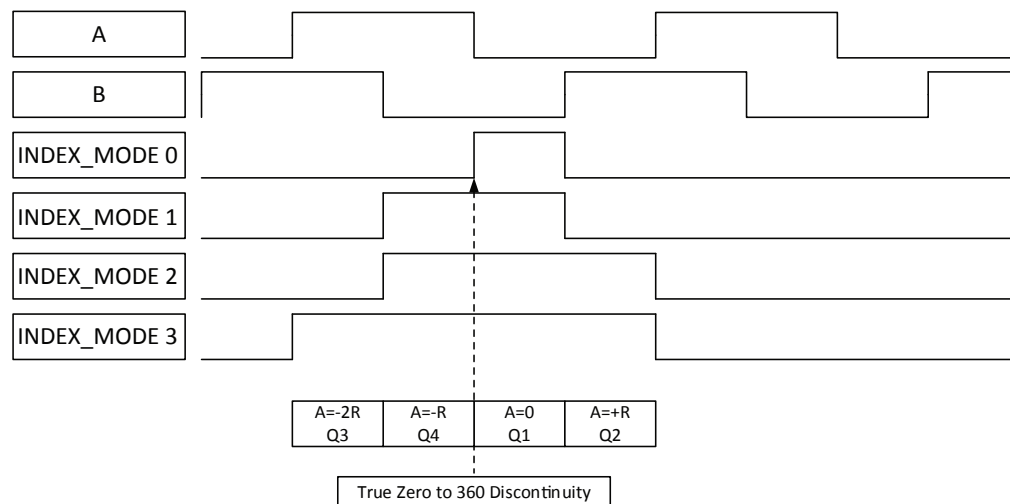 A
B
INDEX_MODE 0
INDEX_MODE 1
INDEX_MODE 2
INDEX_MODE 3
A=-2R A=-R A=0 A=+R
Q3 Q4 Q1 Q2
True Zero to 360 Discontinuity